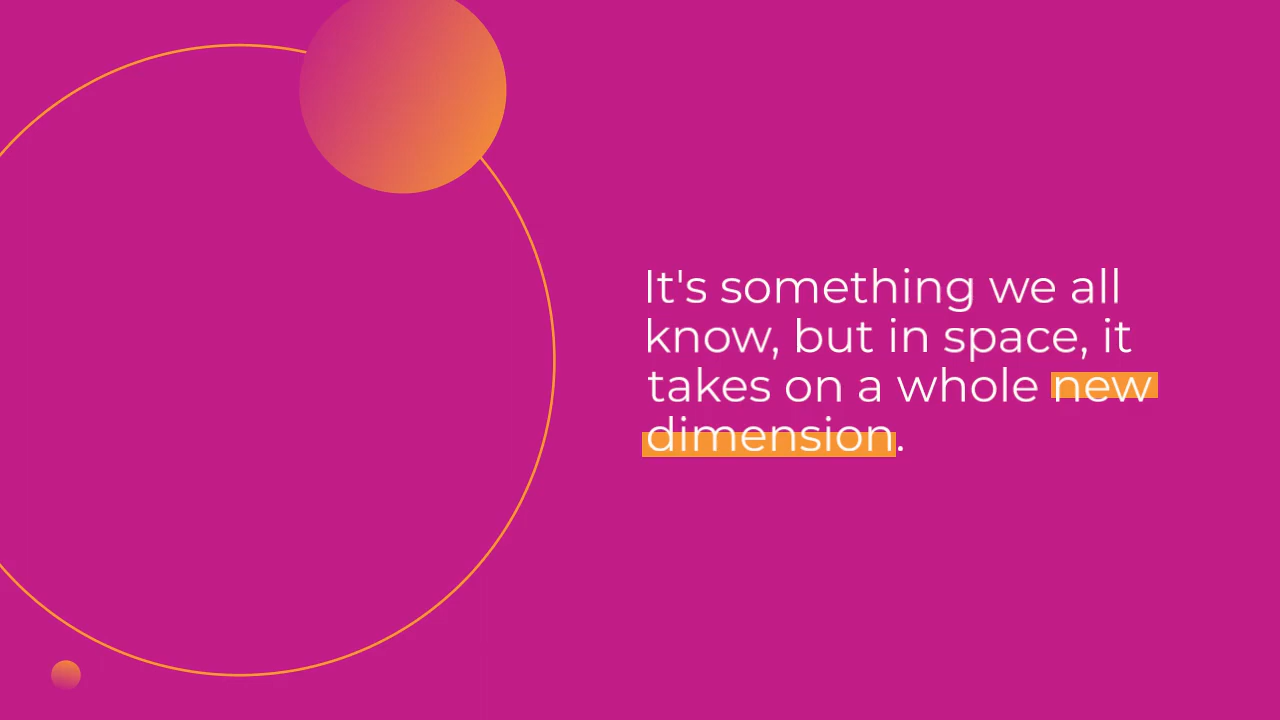 It's something we all
know, but in space, it
takes on a whole new
dimension.